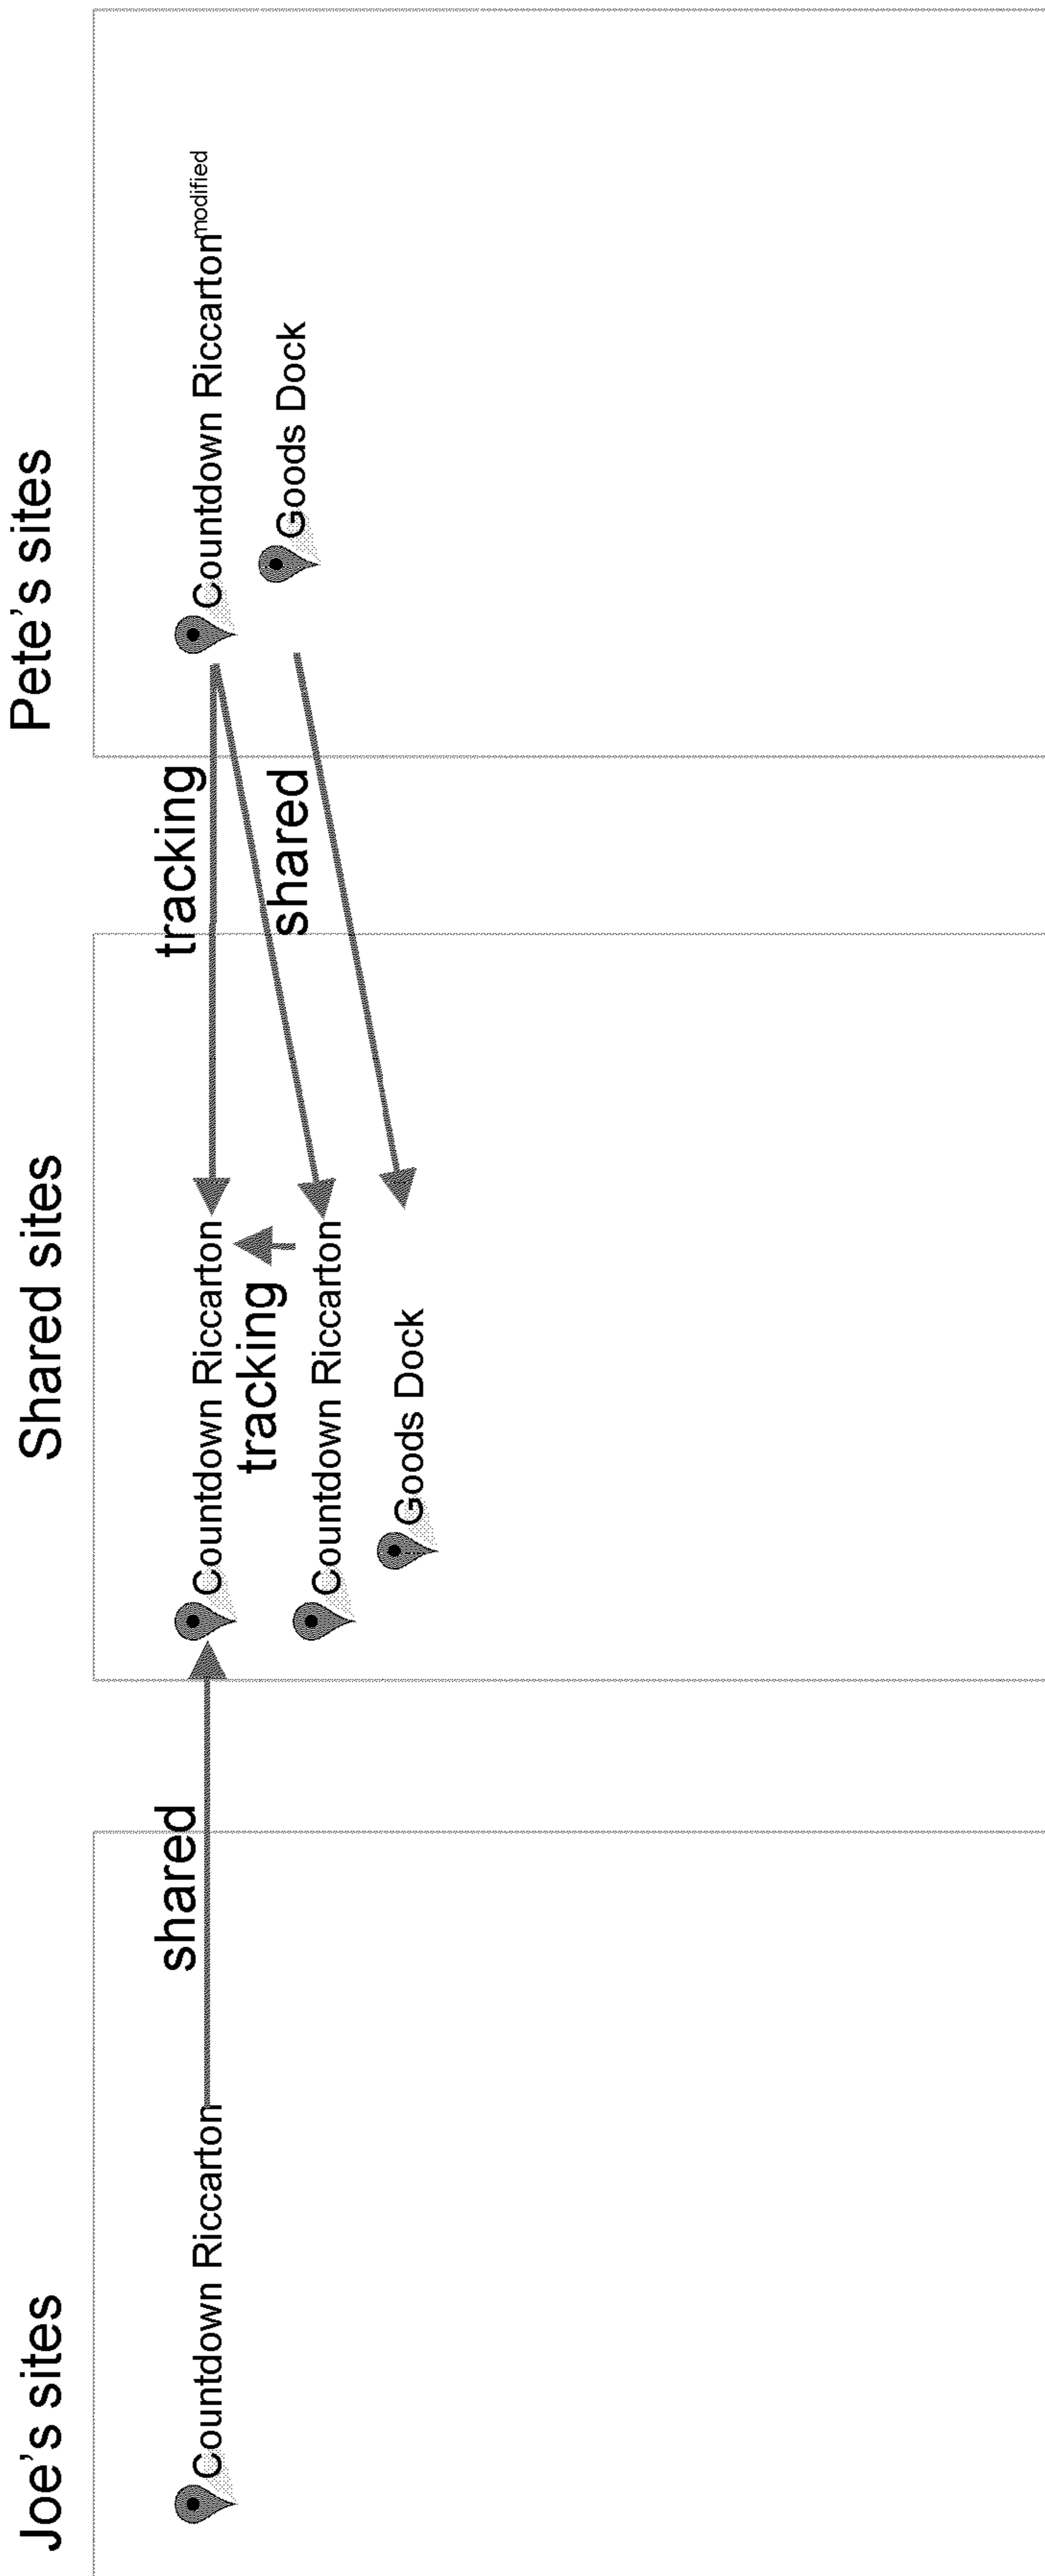 Joe's sites
Countdown Riccarton
shared
Shared sites
Countdown Riccarton
tracking
Countdown Riccarton
Goods Dock
tracking
shared
Pete's sites
Countdown Riccarton modified
Goods Dock